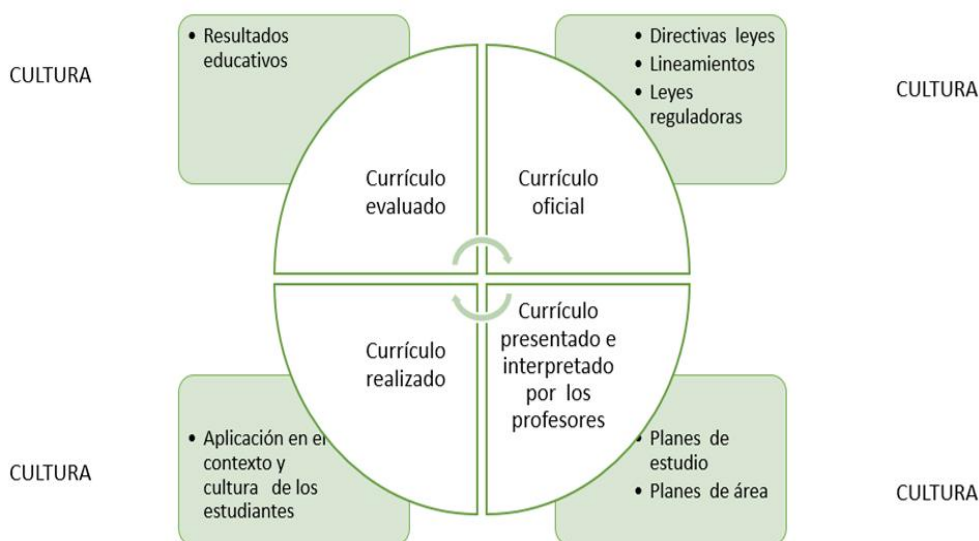 • Resultados
educativos
• Directivas leyes
• Lineamientos
• Leyes
reguladoras
CULTURA
CULTURA
Currículo
evaluado
Currículo
oficial
Currículo
realizado
Currículo
presentado e
interpretado
por los
profesores
• Aplicación en el
contexto y
cultura de los
estudiantes
• Planes de
estudio
• Planes de área
CULTURA
CULTURA